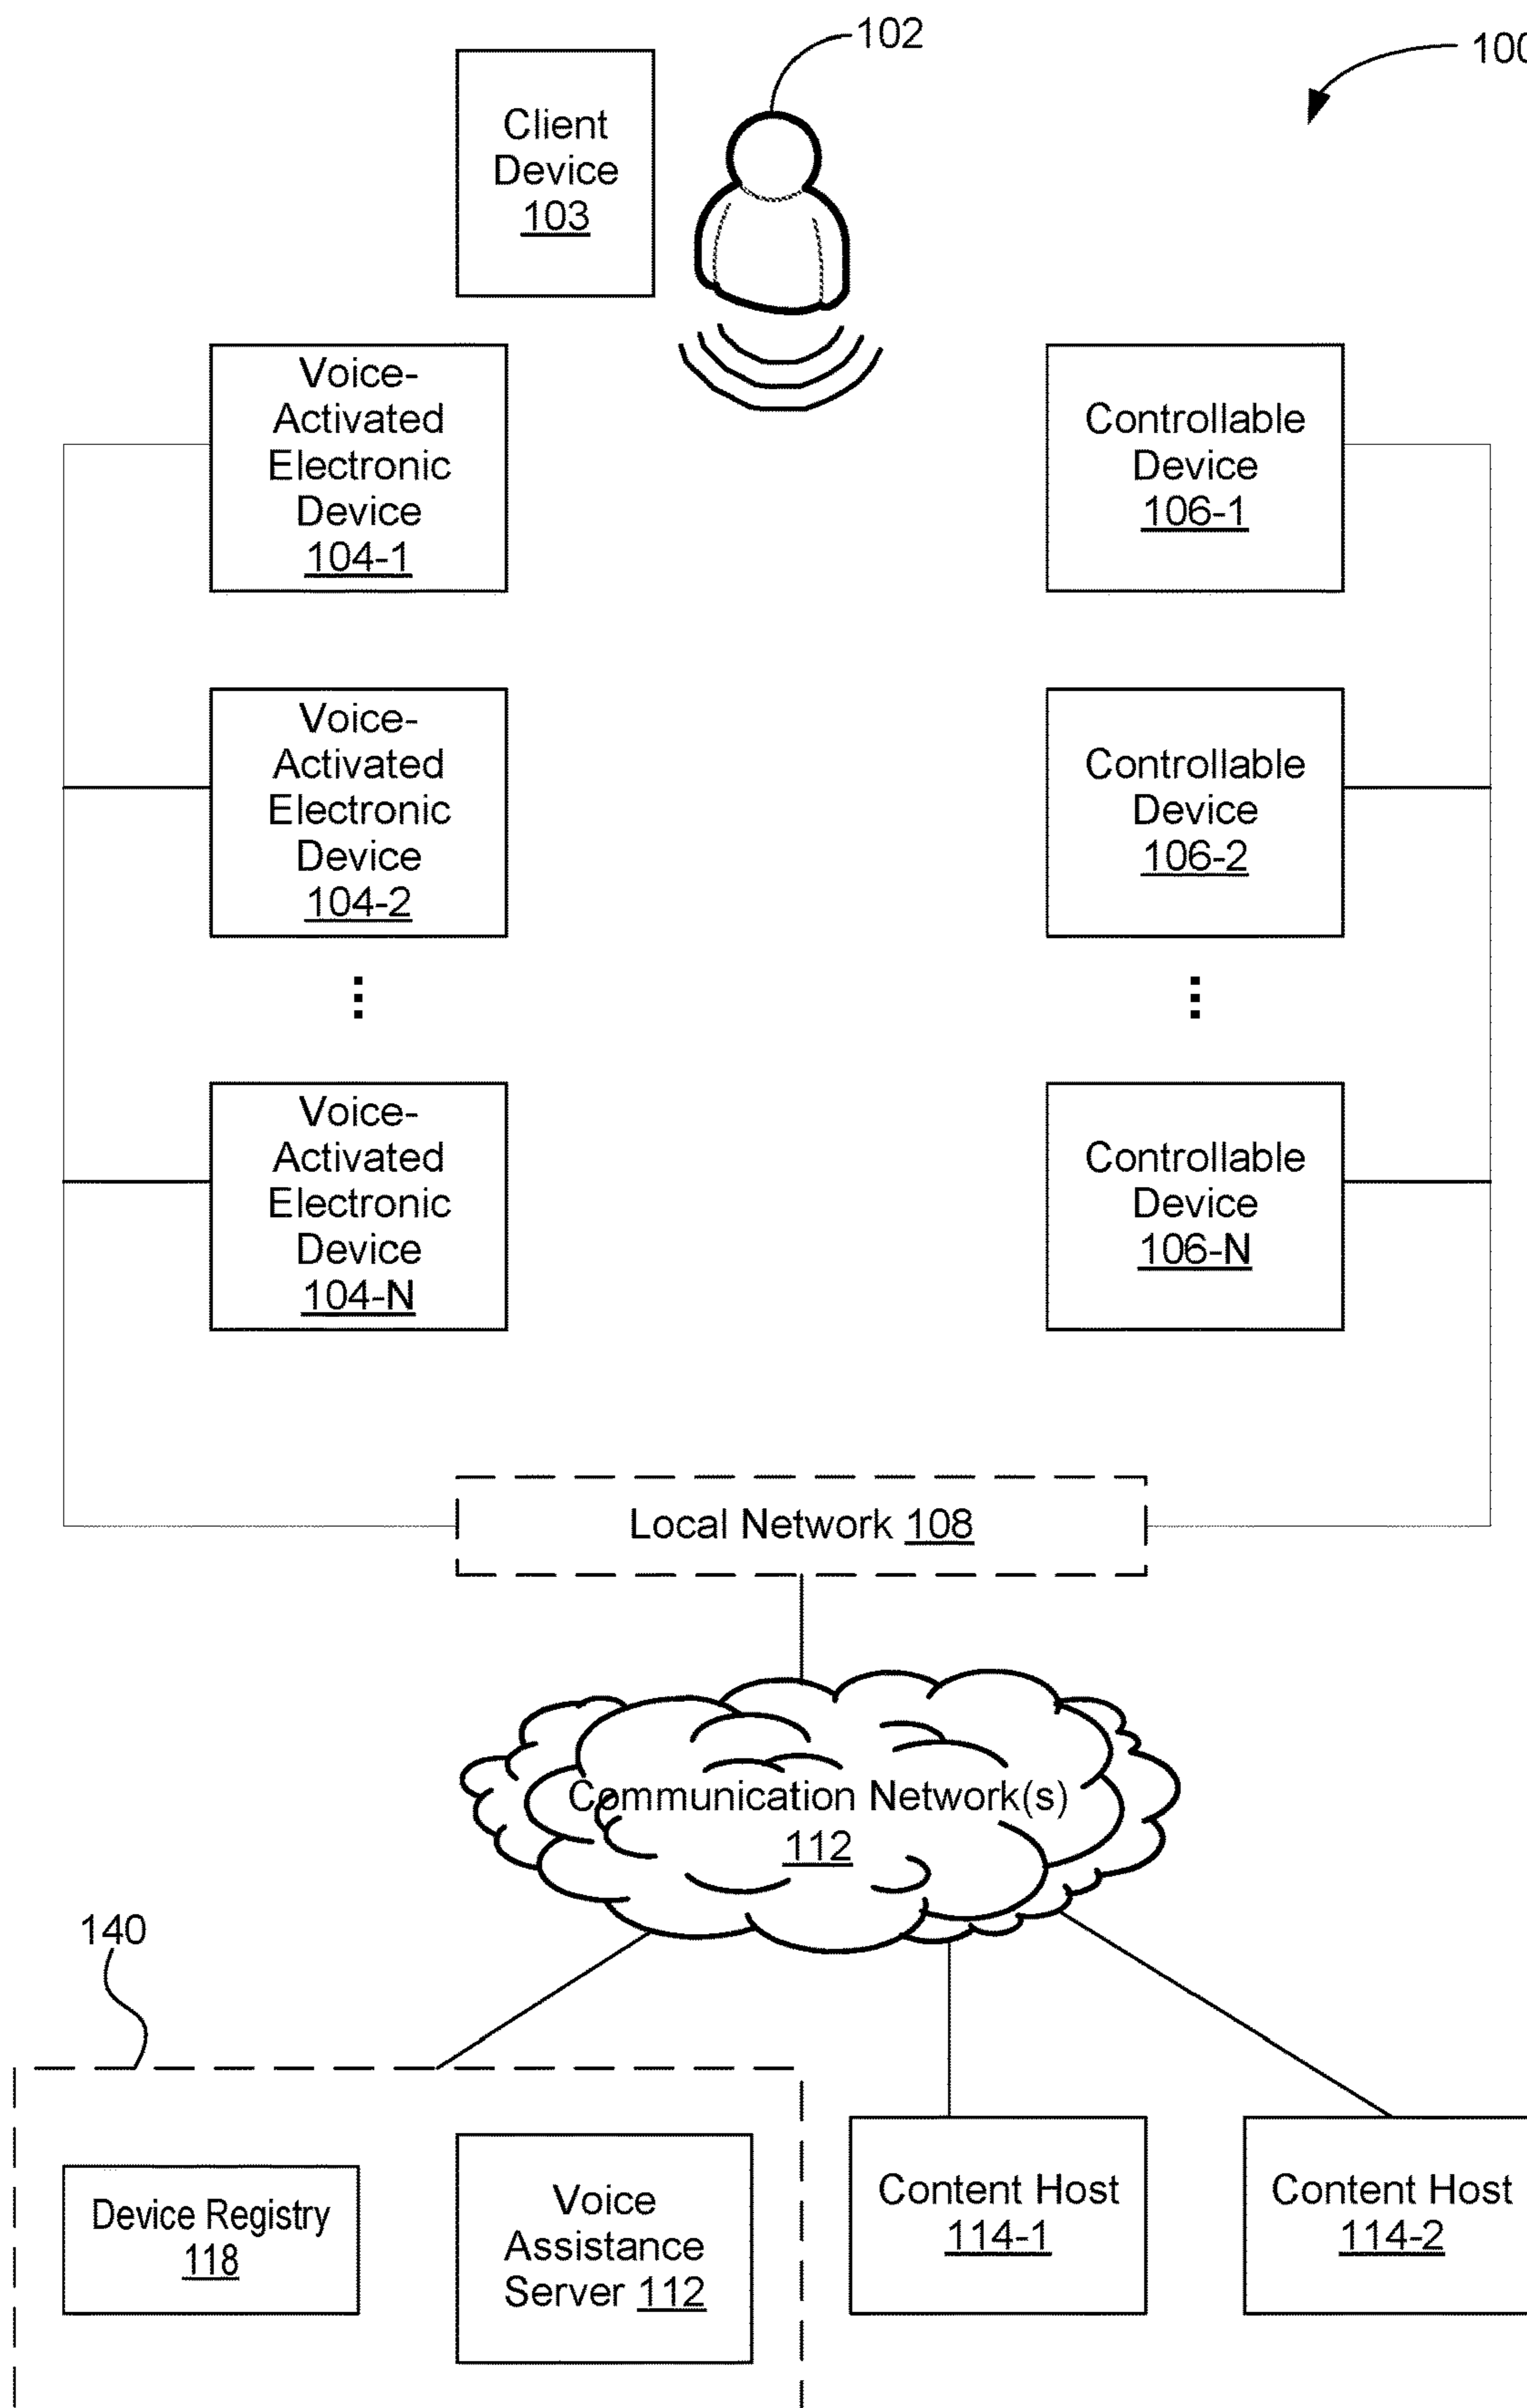 102
100
Client
Device
103
Voice-
Activated
Electronic
Device
104-1
Controllable
Device
106-1
Voice-
Activated
Electronic
Device
104-2
Controllable
Device
106-2
Voice-
Activated
Electronic
Device
104-N
Controllable
Device
106-N
Local Network 108
Communication Network(s)
112
140
Device Registry
118
Voice
Assistance
Server 112
Content Host
114-1
Content Host
114-2